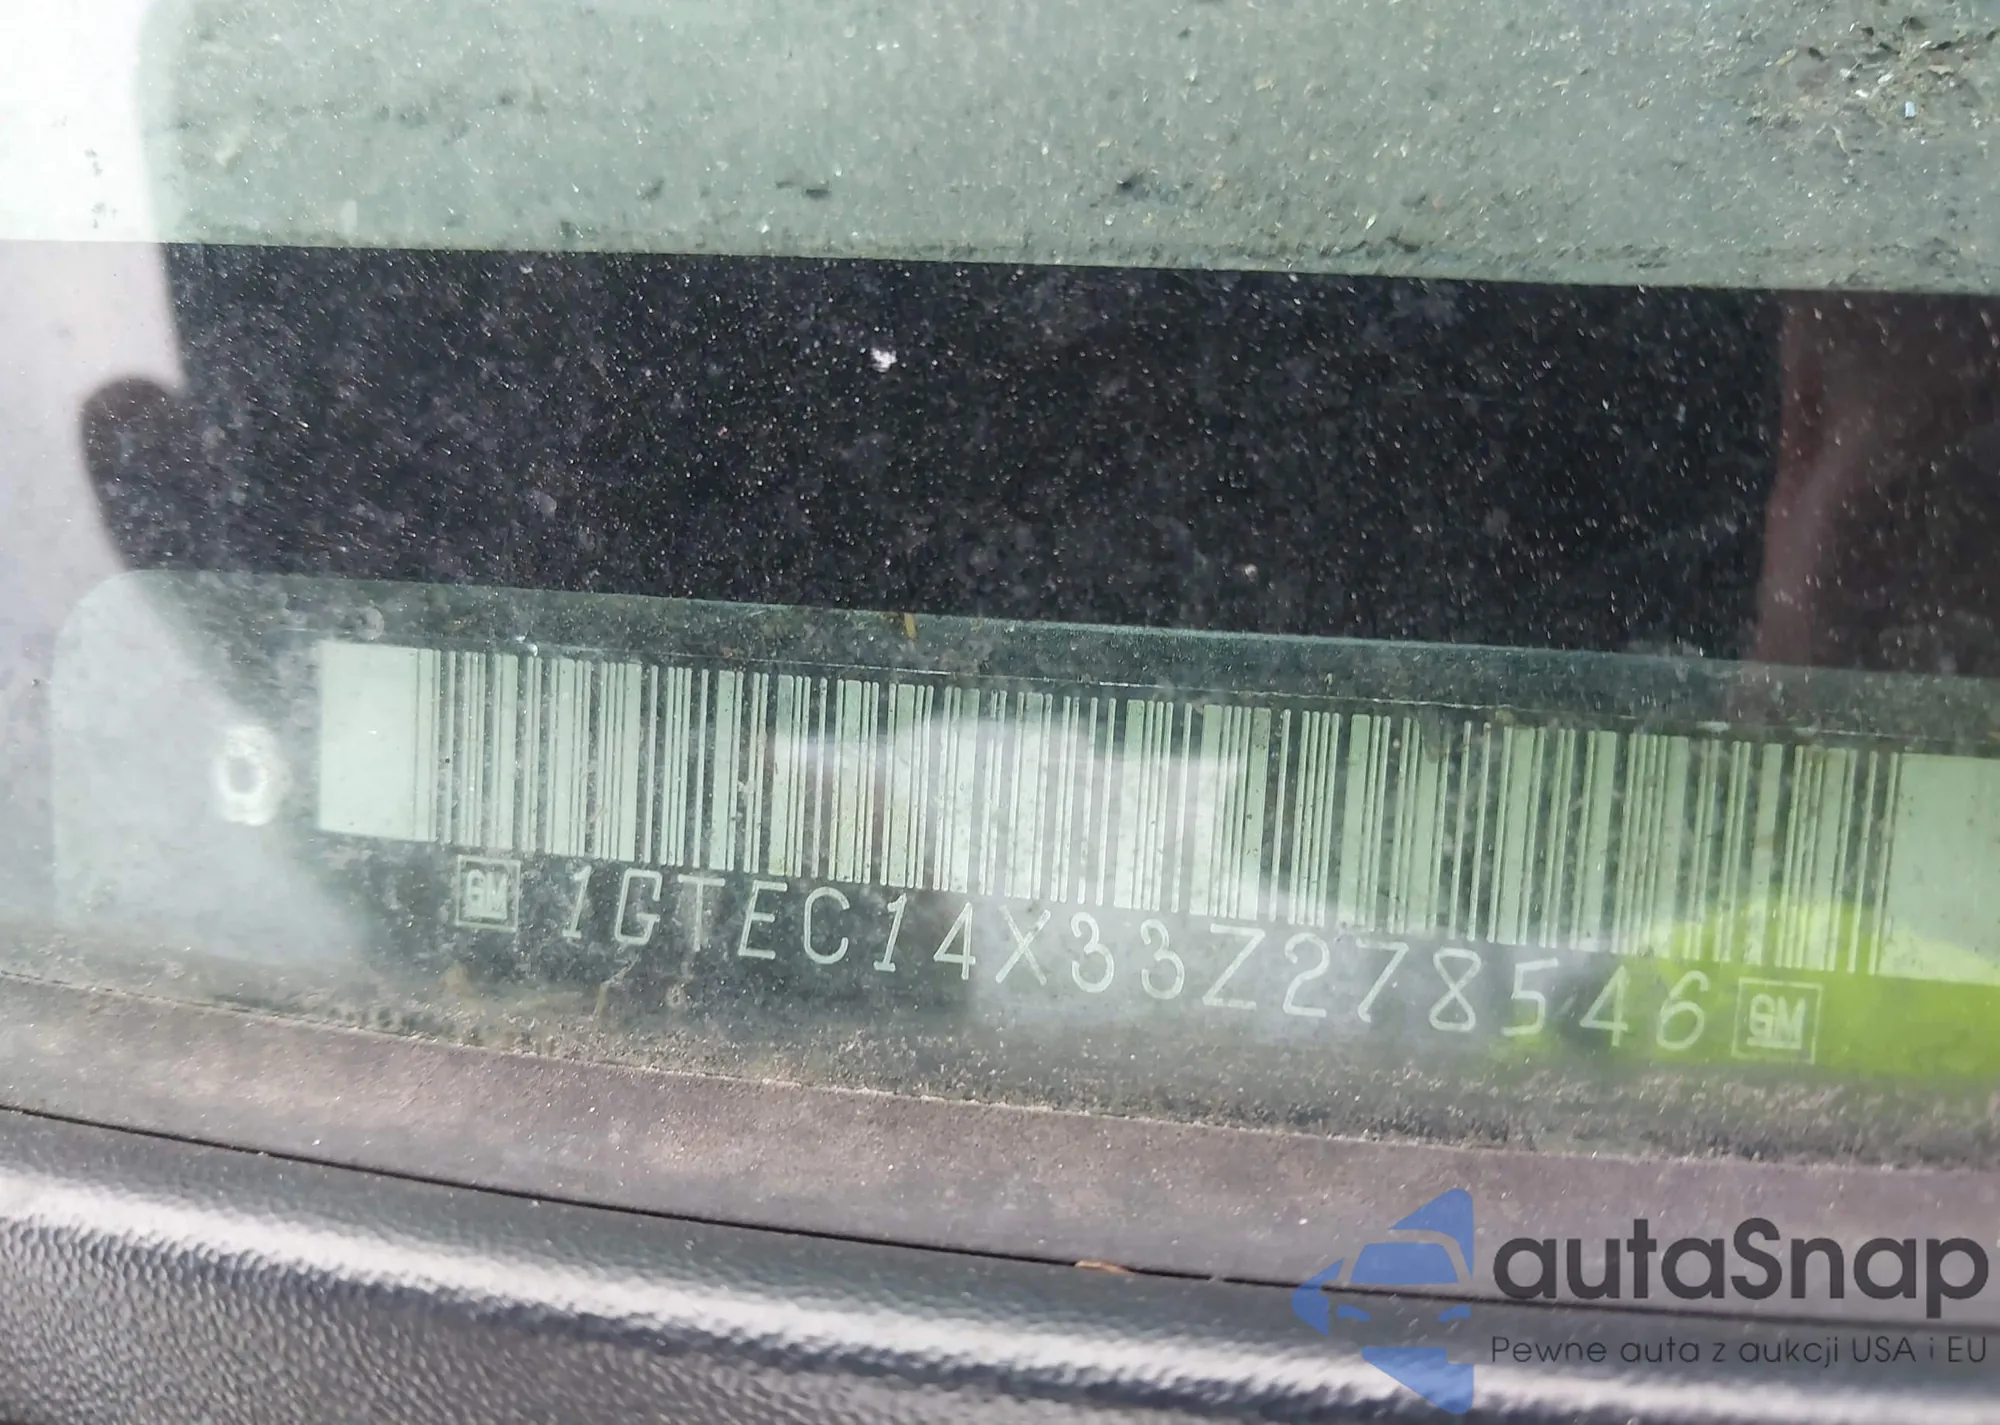 GM 1GTEC14X33Z278546 GM
autaSnap
Pewne auta z aukcji USA i EU